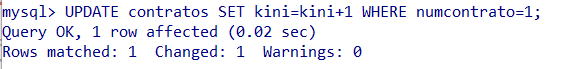 mysql> UPDATE contratos SET kini=kini+1 WHERE numcontrato=1;
Query OK, 1 row affected (0.02 sec)
Rows matched: 1  Changed: 1  Warnings: 0